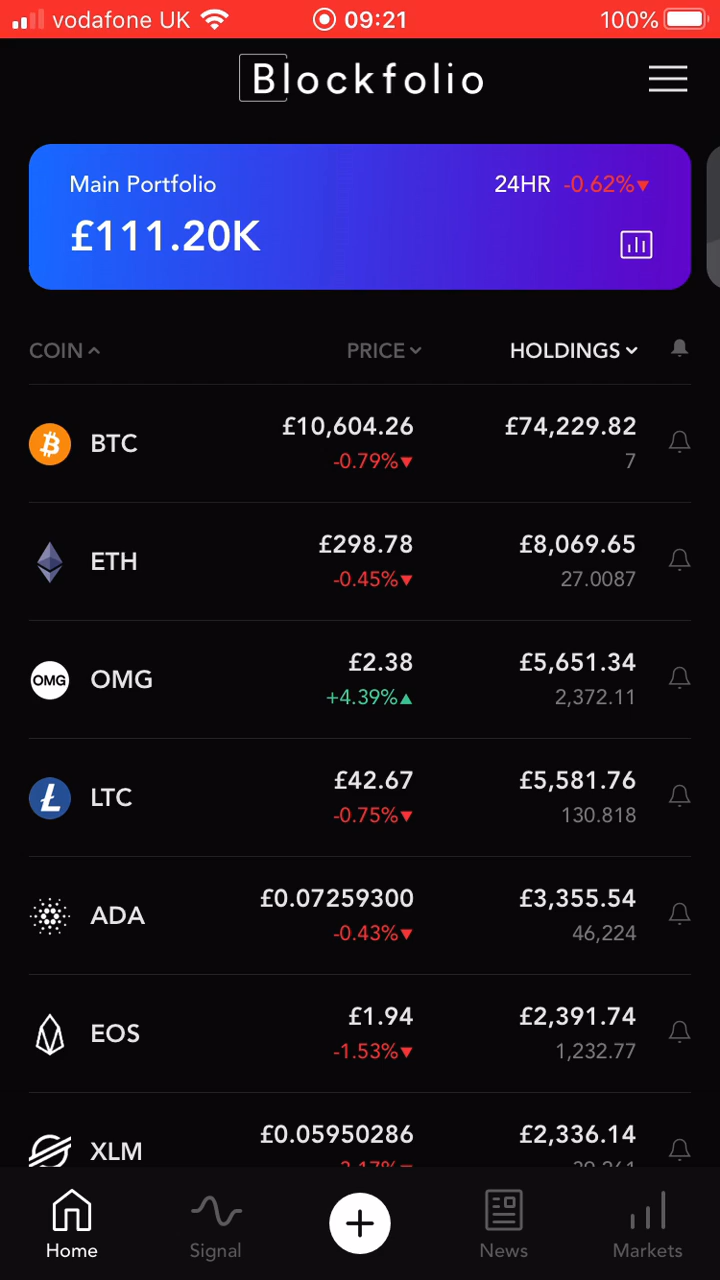 vodafone UK 09:21 100%
Blockfolio
Main Portfolio 24HR -0.62%▼
£111.20K
COIN PRICE HOLDINGS
BTC £10,604.26 £74,229.82
-0.79%▼ 7
ETH £298.78 £8,069.65
-0.45%▼ 27.0087
OMG OMG £2.38 £5,651.34
+4.39%▲ 2,372.11
LTC £42.67 £5,581.76
-0.75%▼ 130.818
ADA £0.07259300 £3,355.54
-0.43%▼ 46,224
EOS £1.94 £2,391.74
-1.53%▼ 1,232.77
XLM £0.05950286 £2,336.14
Home Signal News Markets